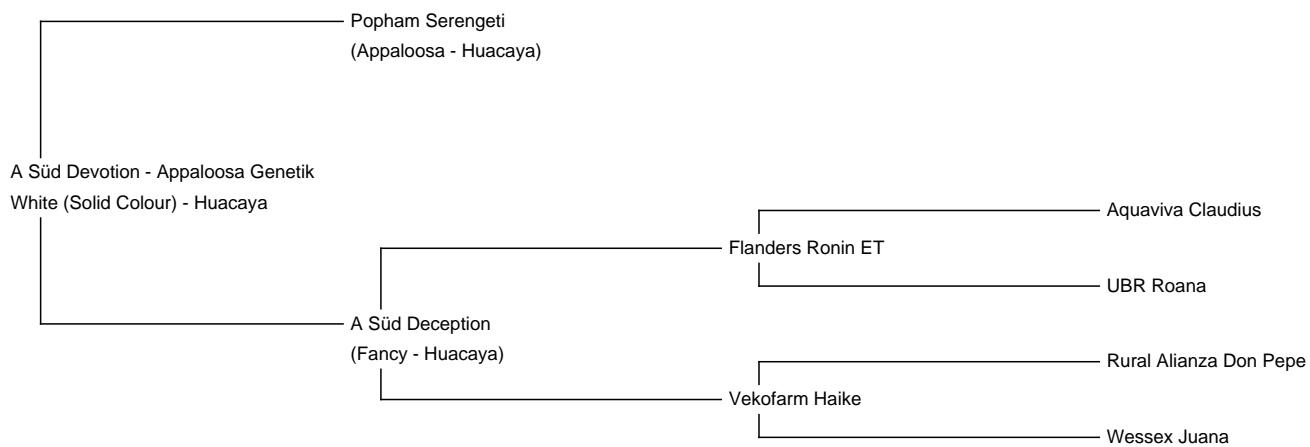 Popham Serengeti
(Appaloosa - Huacaya)
A Süd Devotion - Appaloosa Genetik
White (Solid Colour) - Huacaya
Aquaviva Claudius
Flanders Ronin ET
UBR Roana
A Süd Deception
(Fancy - Huacaya)
Rural Alianza Don Pepe
Vekofarm Haike
Wessex Juana